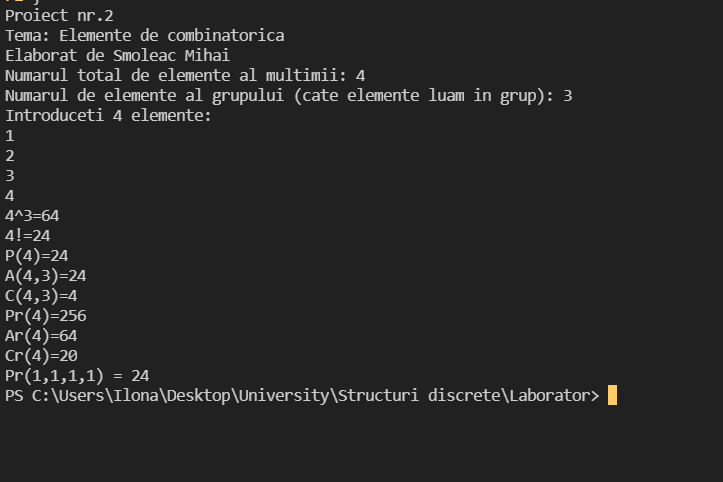 Proiect nr.2
Tema: Elemente de combinatorica
Elaborat de Smoleac Mihai
Numarul total de elemente al multimii: 4
Numarul de elemente al grupului (cate elemente luam in grup): 3
Introduceti 4 elemente:
1
2
3
4
4^3=64
4!=24
P(4)=24
A(4,3)=24
C(4,3)=4
Pr(4)=256
Ar(4)=64
Cr(4)=20
Pr(1,1,1,1) = 24
PS C:\Users\Ilona\Desktop\University\Structuri discrete\Laborator>